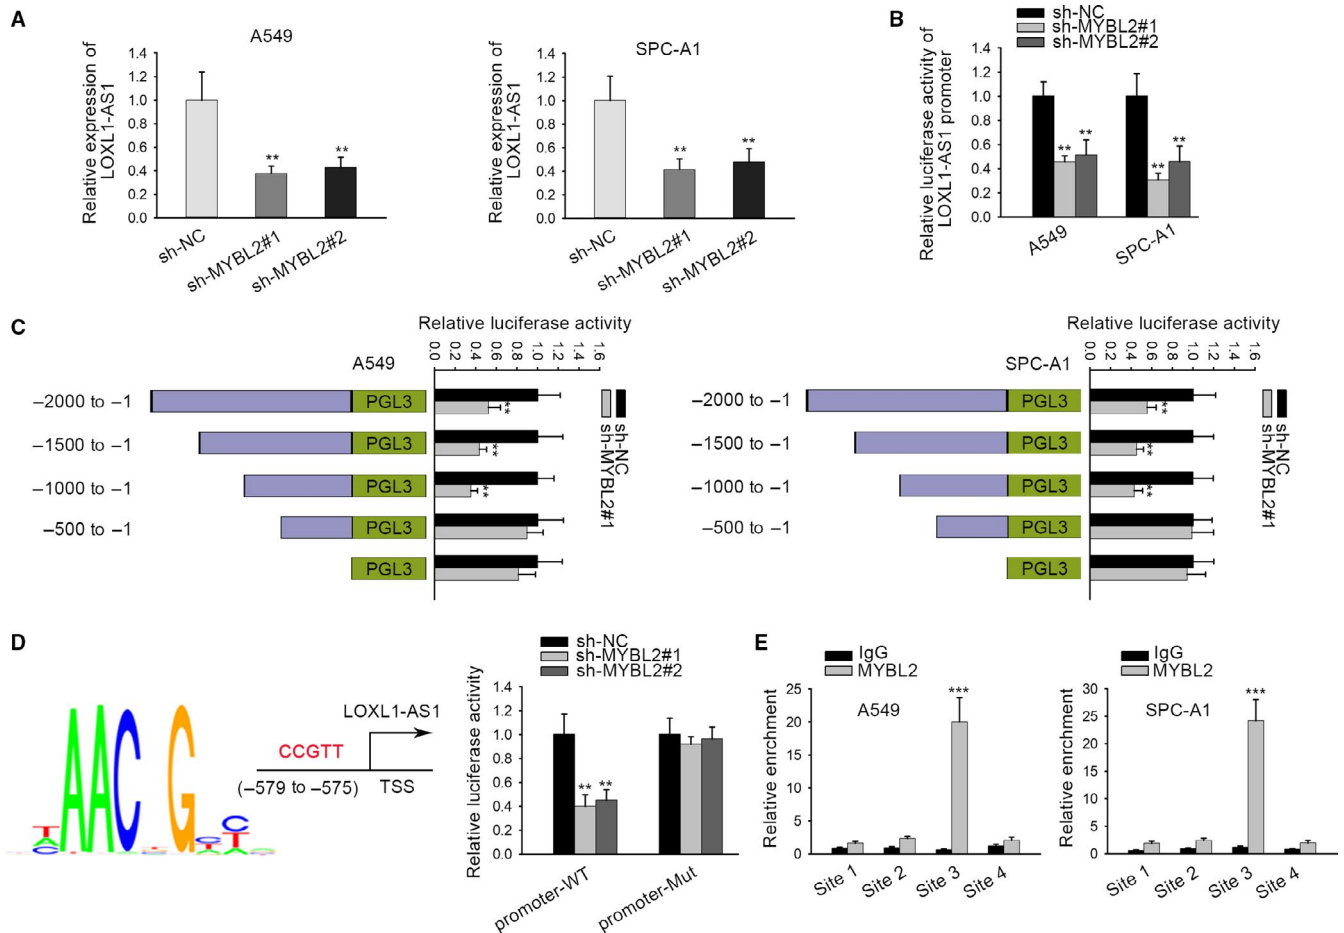 A
A549
Relative expression of
LOXL1-AS1
1.4
1.2
1.0
0.8
0.6
0.4
0.2
0.0
**
**
sh-NC
sh-MYBL2#1
sh-MYBL2#2
SPC-A1
Relative expression of
LOXL1-AS1
1.4
1.2
1.0
0.8
0.6
0.4
0.2
0.0
**
**
sh-NC
sh-MYBL2#1
sh-MYBL2#2
B
sh-NC
sh-MYBL2#1
sh-MYBL2#2
Relative luciferase activity of
LOXL1-AS1 promoter
1.4
1.2
1.0
0.8
0.6
0.4
0.2
0.0
**
**
**
**
A549
SPC-A1
C
Relative luciferase activity
A549
0.0
0.2
0.4
0.6
0.8
1.0
1.2
1.4
1.6
sh-NC
sh-MYBL2#1
–2000 to –1
PGL3
**
–1500 to –1
PGL3
**
–1000 to –1
PGL3
**
–500 to –1
PGL3
PGL3
Relative luciferase activity
SPC-A1
0.0
0.2
0.4
0.6
0.8
1.0
1.2
1.4
1.6
sh-NC
sh-MYBL2#1
–2000 to –1
PGL3
**
–1500 to –1
PGL3
**
–1000 to –1
PGL3
**
–500 to –1
PGL3
PGL3
D
AAC G
LOXL1-AS1
CCGTT
(–579 to –575)
TSS
sh-NC
sh-MYBL2#1
sh-MYBL2#2
Relative luciferase activity
1.4
1.2
1.0
0.8
0.6
0.4
0.2
0.0
**
**
promoter-WT
promoter-Mut
E
IgG
MYBL2
A549
Relative enrchment
25
20
15
10
5
0
***
Site 1
Site 2
Site 3
Site 4
IgG
MYBL2
SPC-A1
Relative enrchment
30
25
20
15
10
5
0
***
Site 1
Site 2
Site 3
Site 4